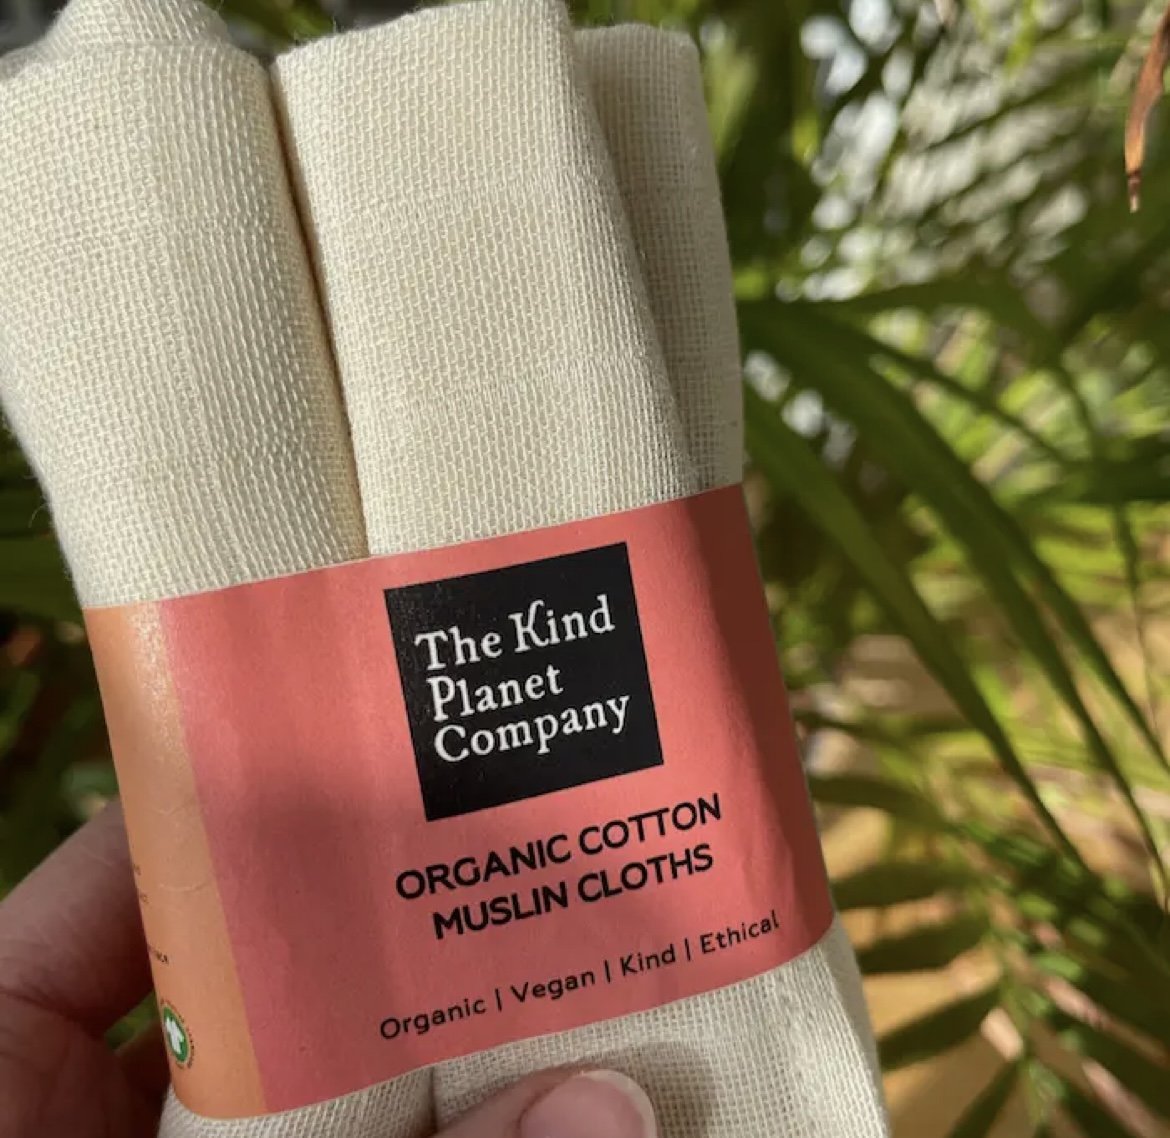 The Kind
Planet
Company
ORGANIC COTTON
MUSLIN CLOTHS
Organic | Vegan | Kind | Ethical